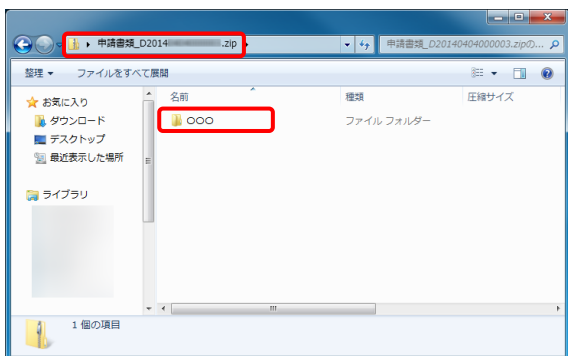 申請書類_D2014 .zip
申請書類_D20140404000003.zipの...
整理 ファイルをすべて展開
お気に入り
ダウンロード
デスクトップ
最近表示した場所
ライブラリ
名前 種類 圧縮サイズ
○○○ ファイル フォルダー
1 個の項目